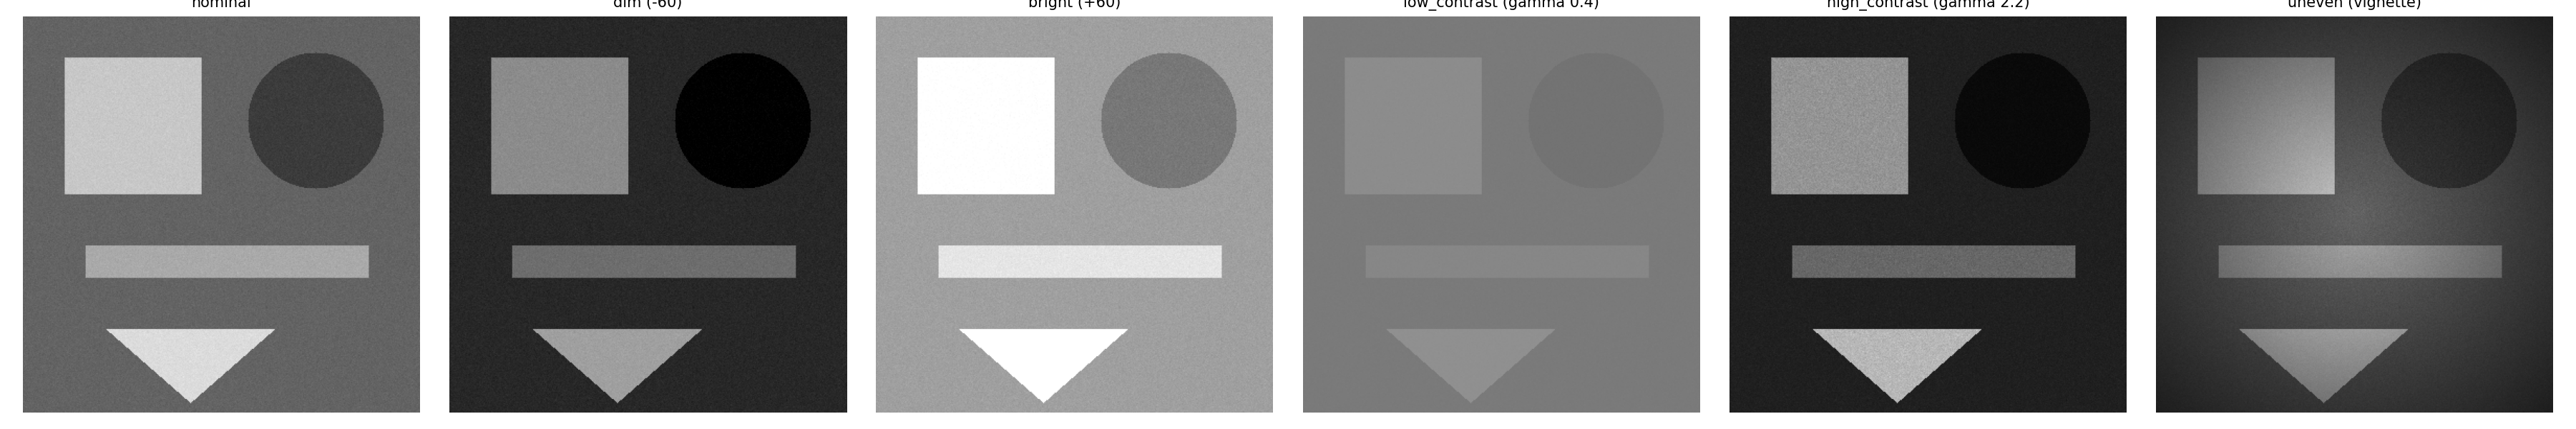 nominal
dim (-60)
bright (+60)
low_contrast (gamma 0.4)
high_contrast (gamma 2.2)
uneven (vignette)